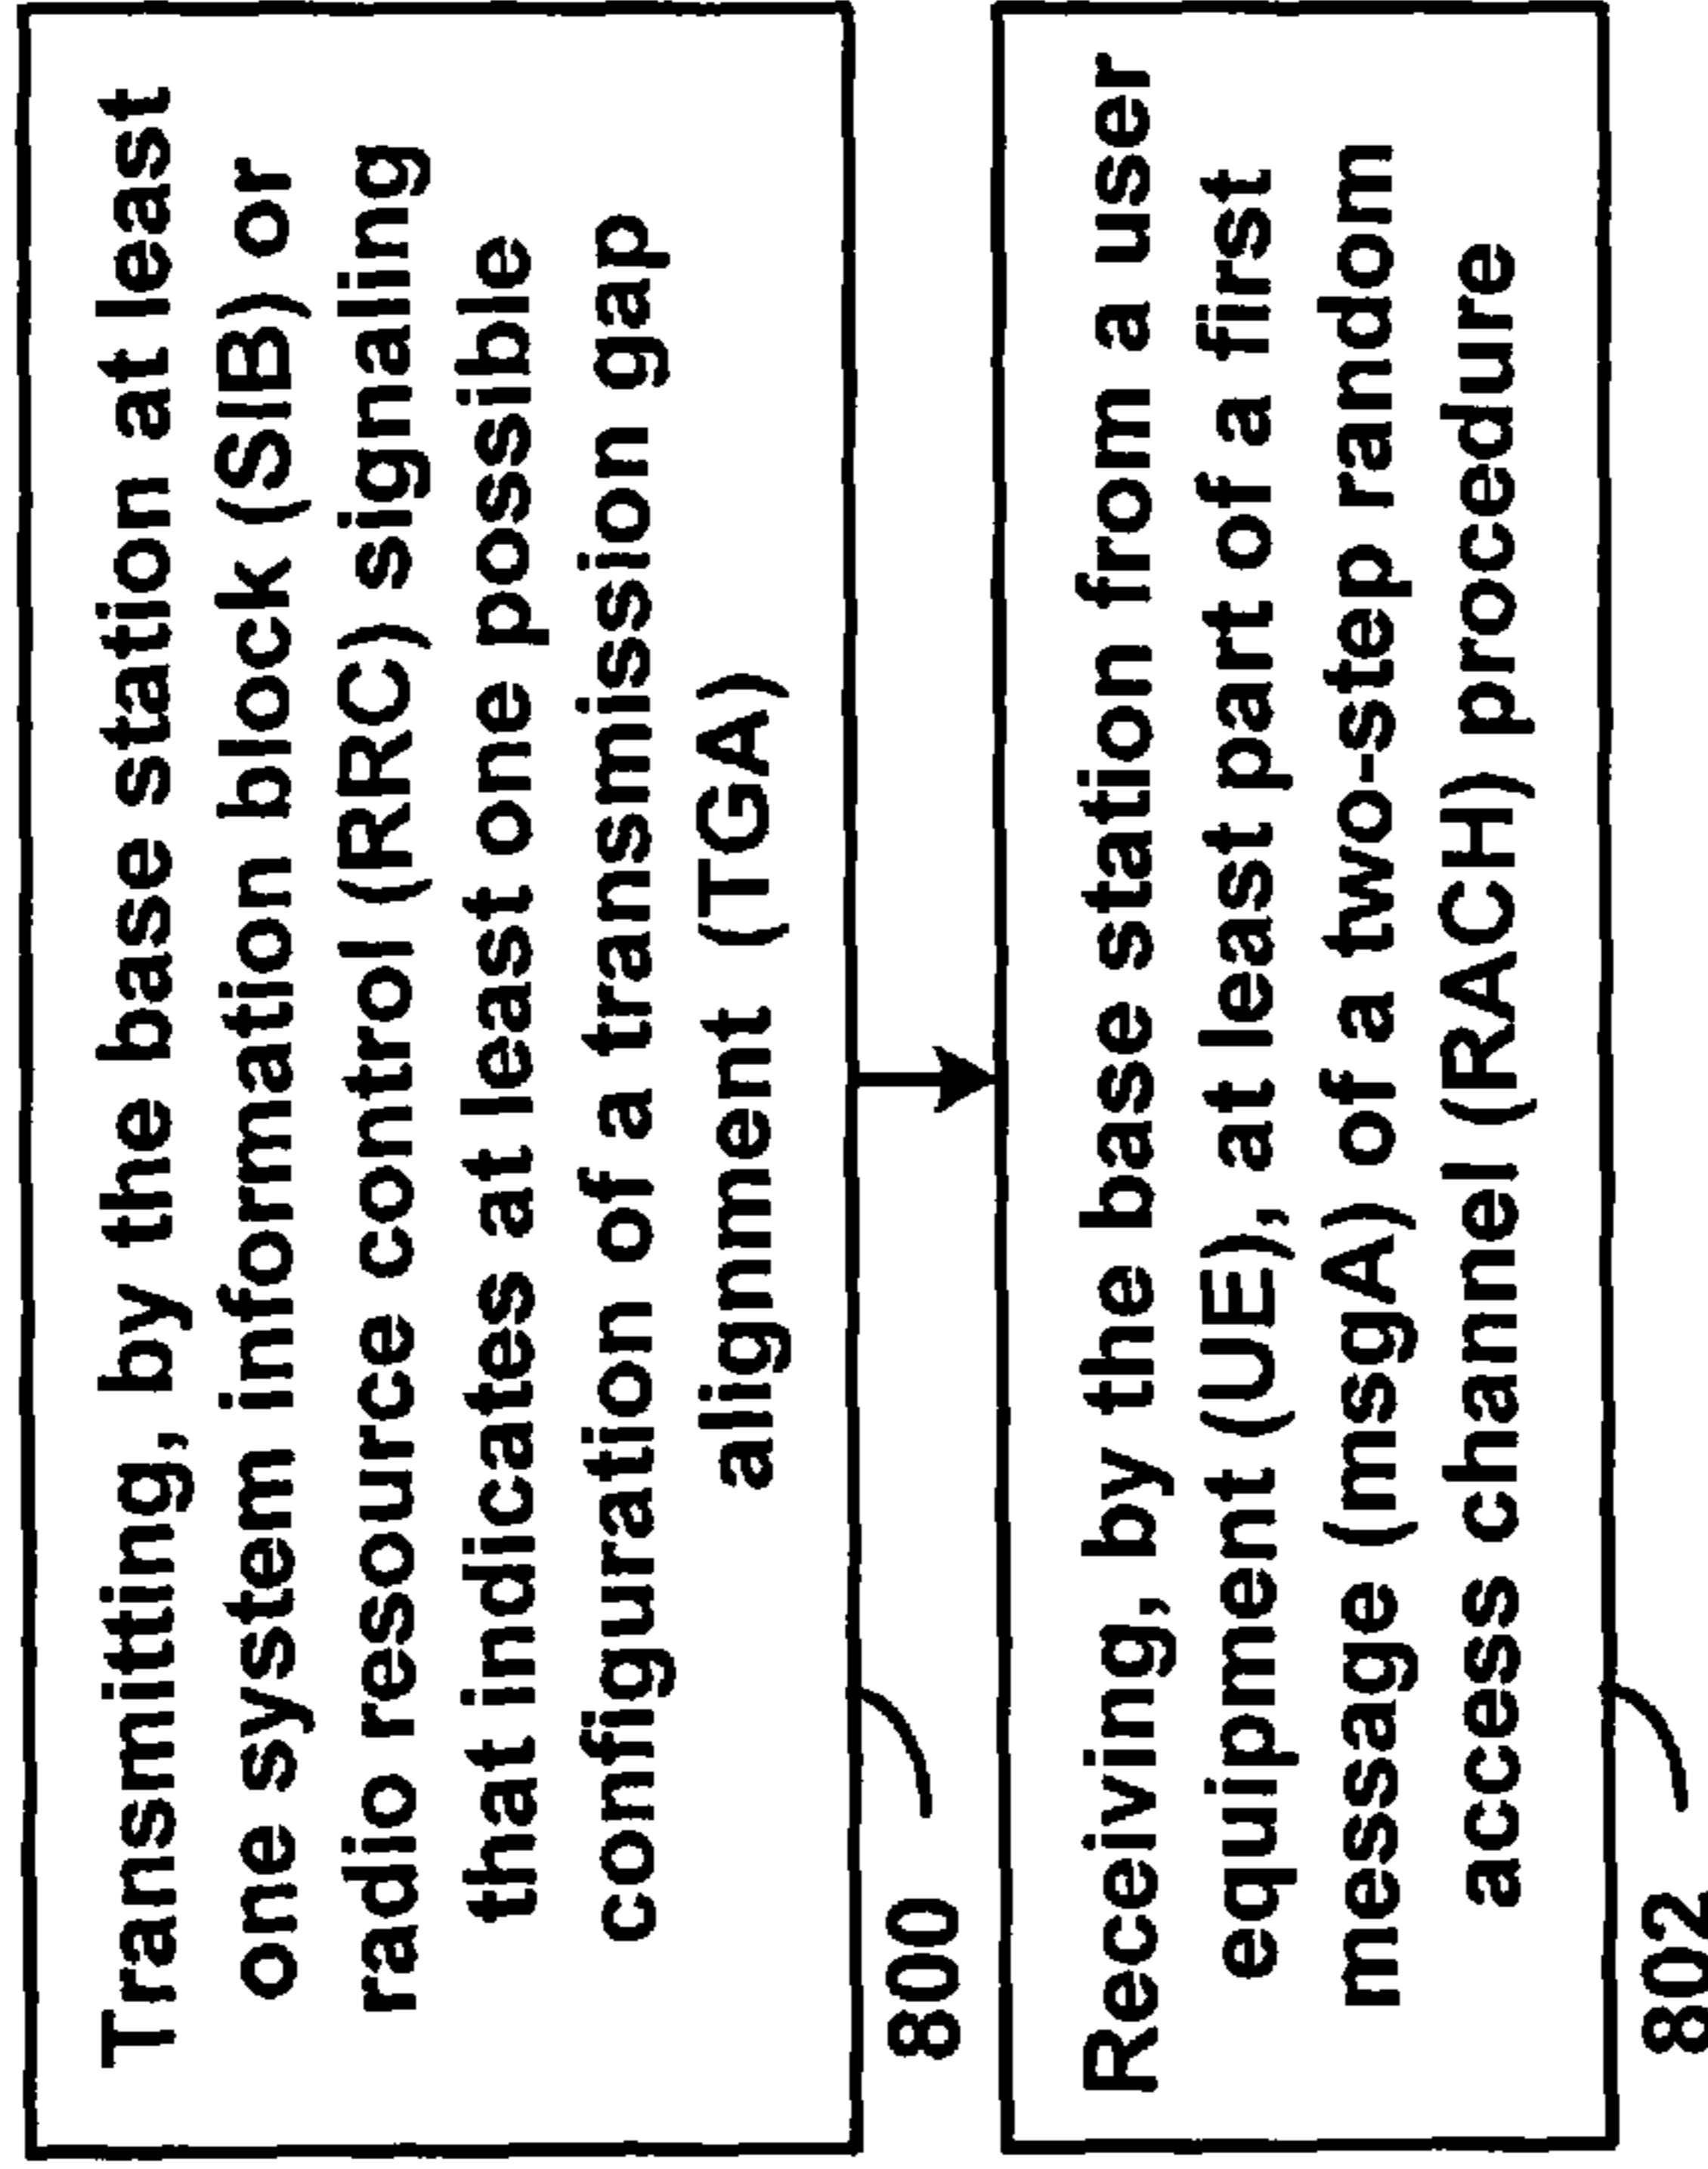 Transmitting, by the base station at least
one system information block (SIB) or
radio resource control (RRC) signaling
that indicates at least one possible
configuration of a transmission gap
alignment (TGA)
800
Receiving, by the base station from a user
equipment (UE), at least part of a first
message (msgA) of a two-step random
access channel (RACH) procedure
802